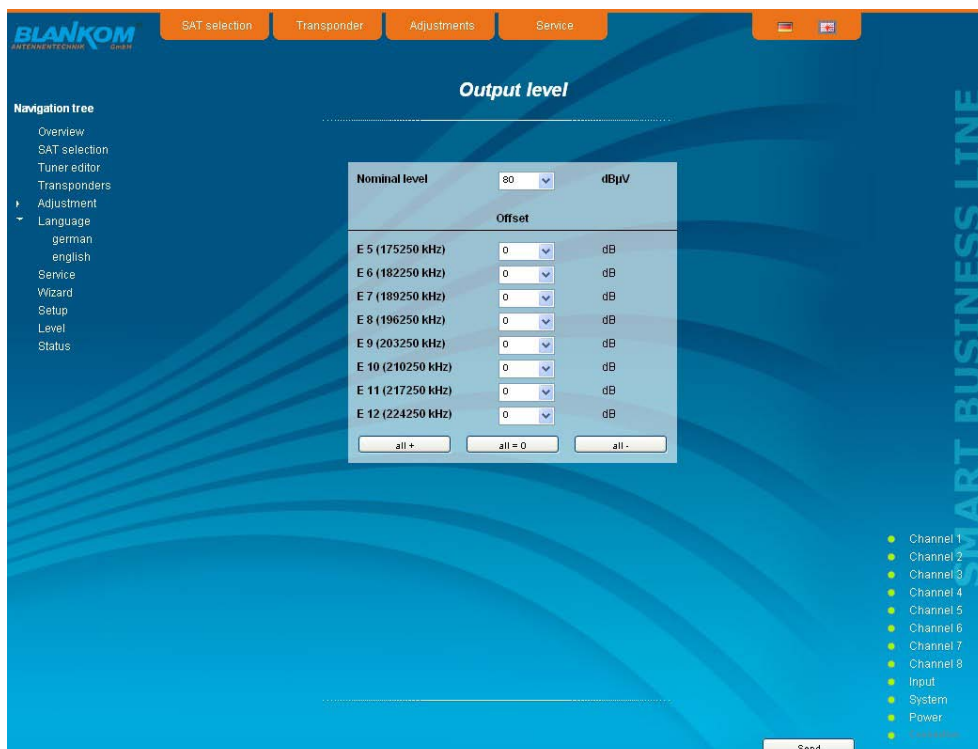 BLANKOM
ANTENNENTECHNIK GmbH
SAT selection
Transponder
Adjustments
Service
Output level
Navigation tree
Overview
SAT selection
Tuner editor
Transponders
Adjustment
Language
german
english
Service
Wizard
Setup
Level
Status
Nominal level 80 dBµV
Offset
E 5 (175250 kHz) 0 dB
E 6 (182250 kHz) 0 dB
E 7 (189250 kHz) 0 dB
E 8 (196250 kHz) 0 dB
E 9 (203250 kHz) 0 dB
E 10 (210250 kHz) 0 dB
E 11 (217250 kHz) 0 dB
E 12 (224250 kHz) 0 dB
all + all = 0 all -
SMART BUSINESS LINE
Channel 1
Channel 2
Channel 3
Channel 4
Channel 5
Channel 6
Channel 7
Channel 8
Input
System
Power
Send